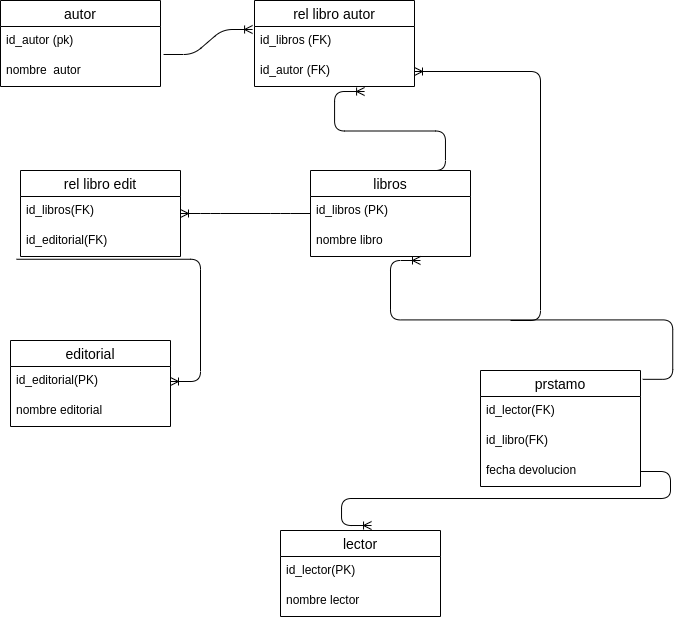 autor
id_autor (pk)
nombre  autor
rel libro autor
id_libros (FK)
id_autor (FK)
rel libro edit
id_libros(FK)
id_editorial(FK)
libros
id_libros (PK)
nombre libro
editorial
id_editorial(PK)
nombre editorial
prstamo
id_lector(FK)
id_libro(FK)
fecha devolucion
lector
id_lector(PK)
nombre lector